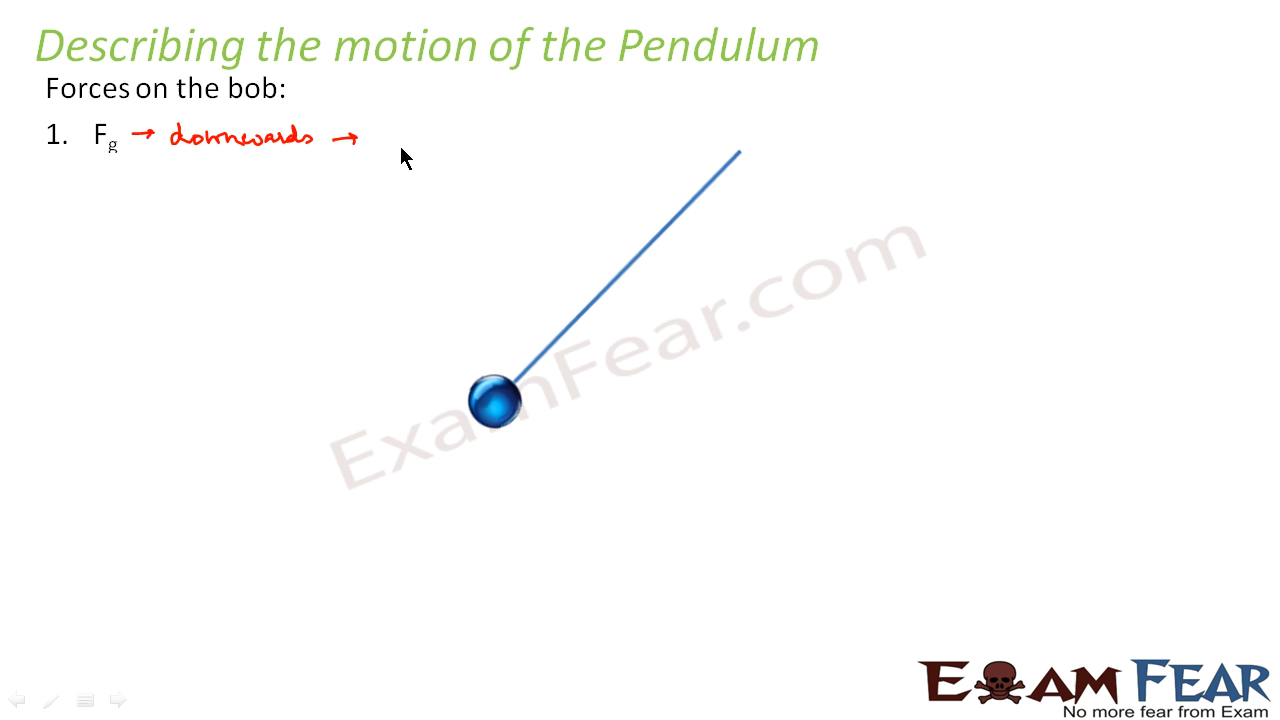 Describing the motion of the Pendulum
Forces on the bob:
1. Fg → downwards →
ExamFear.com
EXAM FEAR
No more fear from Exam